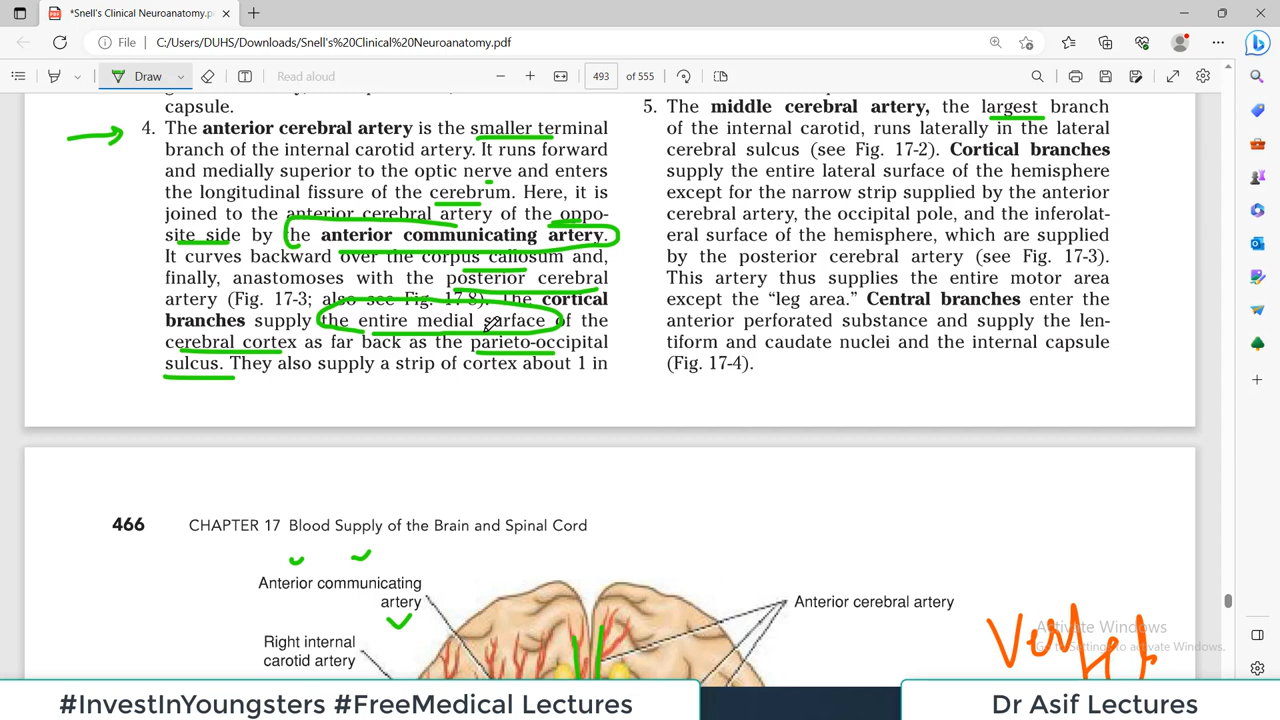 *Snell's Clinical Neuroanatomy.pd
File
C:/Users/DUHS/Downloads/Snell's%20Clinical%20Neuroanatomy.pdf
Draw
Read aloud
493 of 555
capsule.
4. The anterior cerebral artery is the smaller terminal
branch of the internal carotid artery. It runs forward
and medially superior to the optic nerve and enters
the longitudinal fissure of the cerebrum. Here, it is
joined to the anterior cerebral artery of the oppo-
site side by the anterior communicating artery.
It curves backward over the corpus callosum and,
finally, anastomoses with the posterior cerebral
artery (Fig. 17-3; also see Fig. 17-8). The cortical
branches supply the entire medial surface of the
cerebral cortex as far back as the parieto-occipital
sulcus. They also supply a strip of cortex about 1 in
5. The middle cerebral artery, the largest branch
of the internal carotid, runs laterally in the lateral
cerebral sulcus (see Fig. 17-2). Cortical branches
supply the entire lateral surface of the hemisphere
except for the narrow strip supplied by the anterior
cerebral artery, the occipital pole, and the inferolat-
eral surface of the hemisphere, which are supplied
by the posterior cerebral artery (see Fig. 17-3).
This artery thus supplies the entire motor area
except the “leg area.” Central branches enter the
anterior perforated substance and supply the len-
tiform and caudate nuclei and the internal capsule
(Fig. 17-4).
466 CHAPTER 17 Blood Supply of the Brain and Spinal Cord
Anterior communicating
artery
Right internal
carotid artery
Anterior cerebral artery
Activate Windows
Go to Settings to activate Windows.
#InvestInYoungsters #FreeMedical Lectures
Dr Asif Lectures